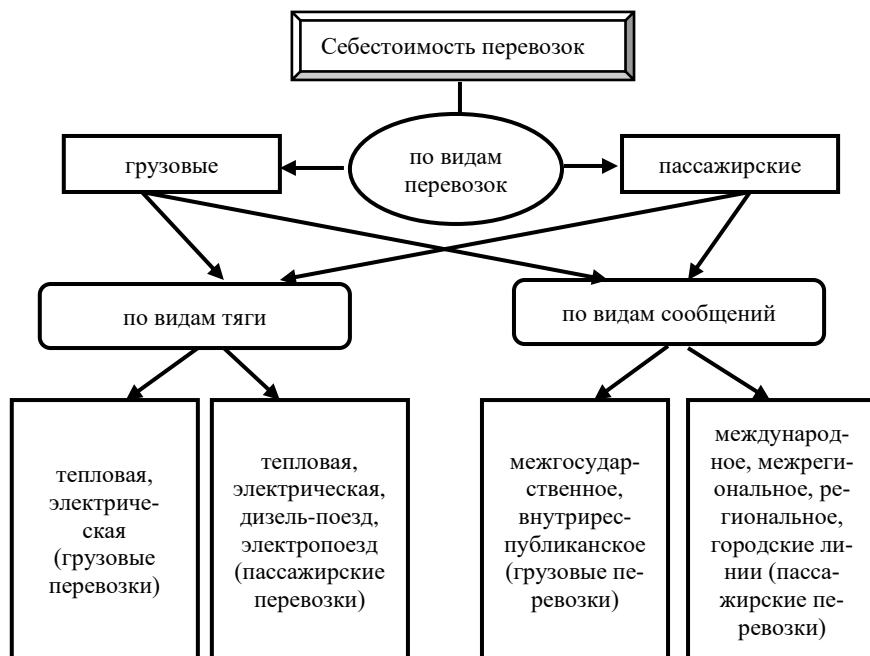 Себестоимость перевозок
грузовые
по видам
перевозок
пассажирские
по видам тяги
по видам сообщений
тепловая,
электриче-
ская
(грузовые
перевозки)
тепловая,
электрическая,
дизель-поезд,
электропоезд
(пассажирские
перевозки)
межгосудар-
ственное,
внутрирес-
публиканское
(грузовые пе-
ревозки)
международ-
ное, межреги-
ональное, ре-
гиональное,
городские ли-
нии (пасса-
жирские пе-
ревозки)